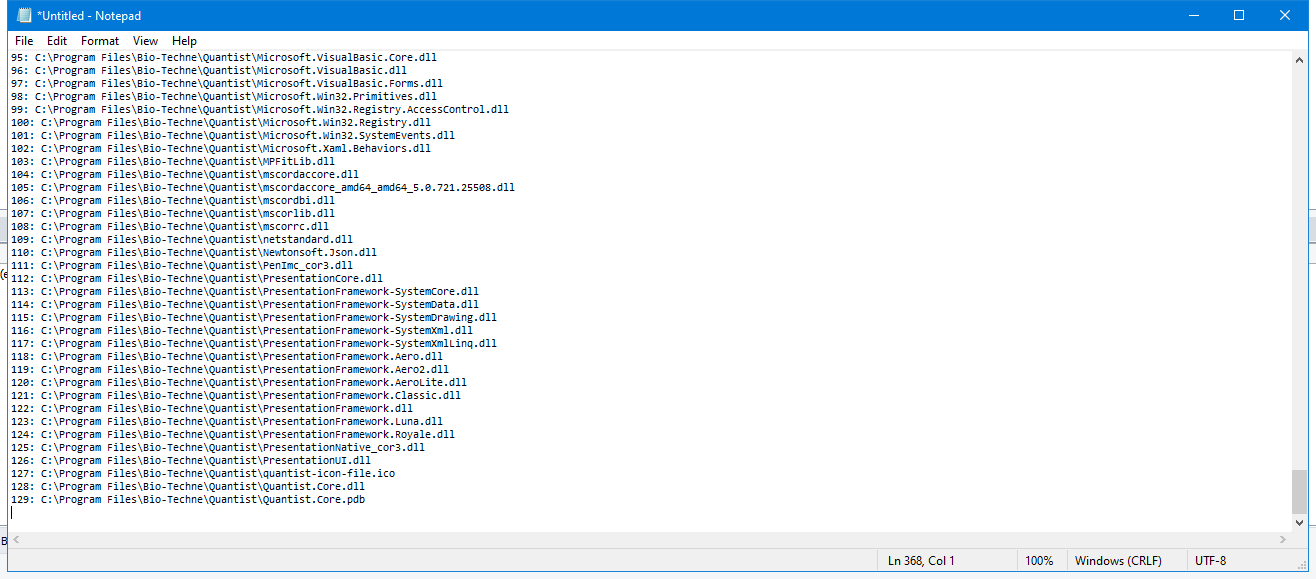 *Untitled - Notepad
File Edit Format View Help
95: C:\Program Files\Bio-Techne\Quantist\Microsoft.VisualBasic.Core.dll
96: C:\Program Files\Bio-Techne\Quantist\Microsoft.VisualBasic.dll
97: C:\Program Files\Bio-Techne\Quantist\Microsoft.VisualBasic.Forms.dll
98: C:\Program Files\Bio-Techne\Quantist\Microsoft.Win32.Primitives.dll
99: C:\Program Files\Bio-Techne\Quantist\Microsoft.Win32.Registry.AccessControl.dll
100: C:\Program Files\Bio-Techne\Quantist\Microsoft.Win32.Registry.dll
101: C:\Program Files\Bio-Techne\Quantist\Microsoft.Win32.SystemEvents.dll
102: C:\Program Files\Bio-Techne\Quantist\Microsoft.Xaml.Behaviors.dll
103: C:\Program Files\Bio-Techne\Quantist\MPFitLib.dll
104: C:\Program Files\Bio-Techne\Quantist\mscordaccore.dll
105: C:\Program Files\Bio-Techne\Quantist\mscordaccore_amd64_amd64_5.0.721.25508.dll
106: C:\Program Files\Bio-Techne\Quantist\mscordbi.dll
107: C:\Program Files\Bio-Techne\Quantist\mscorlib.dll
108: C:\Program Files\Bio-Techne\Quantist\mscorrc.dll
109: C:\Program Files\Bio-Techne\Quantist\netstandard.dll
110: C:\Program Files\Bio-Techne\Quantist\Newtonsoft.Json.dll
111: C:\Program Files\Bio-Techne\Quantist\PenImc_cor3.dll
112: C:\Program Files\Bio-Techne\Quantist\PresentationCore.dll
113: C:\Program Files\Bio-Techne\Quantist\PresentationFramework-SystemCore.dll
114: C:\Program Files\Bio-Techne\Quantist\PresentationFramework-SystemData.dll
115: C:\Program Files\Bio-Techne\Quantist\PresentationFramework-SystemDrawing.dll
116: C:\Program Files\Bio-Techne\Quantist\PresentationFramework-SystemXml.dll
117: C:\Program Files\Bio-Techne\Quantist\PresentationFramework-SystemXmlLinq.dll
118: C:\Program Files\Bio-Techne\Quantist\PresentationFramework.Aero.dll
119: C:\Program Files\Bio-Techne\Quantist\PresentationFramework.Aero2.dll
120: C:\Program Files\Bio-Techne\Quantist\PresentationFramework.AeroLite.dll
121: C:\Program Files\Bio-Techne\Quantist\PresentationFramework.Classic.dll
122: C:\Program Files\Bio-Techne\Quantist\PresentationFramework.dll
123: C:\Program Files\Bio-Techne\Quantist\PresentationFramework.Luna.dll
124: C:\Program Files\Bio-Techne\Quantist\PresentationFramework.Royale.dll
125: C:\Program Files\Bio-Techne\Quantist\PresentationNative_cor3.dll
126: C:\Program Files\Bio-Techne\Quantist\PresentationUI.dll
127: C:\Program Files\Bio-Techne\Quantist\quantist-icon-file.ico
128: C:\Program Files\Bio-Techne\Quantist\Quantist.Core.dll
129: C:\Program Files\Bio-Techne\Quantist\Quantist.Core.pdb
Ln 368, Col 1 100% Windows (CRLF) UTF-8